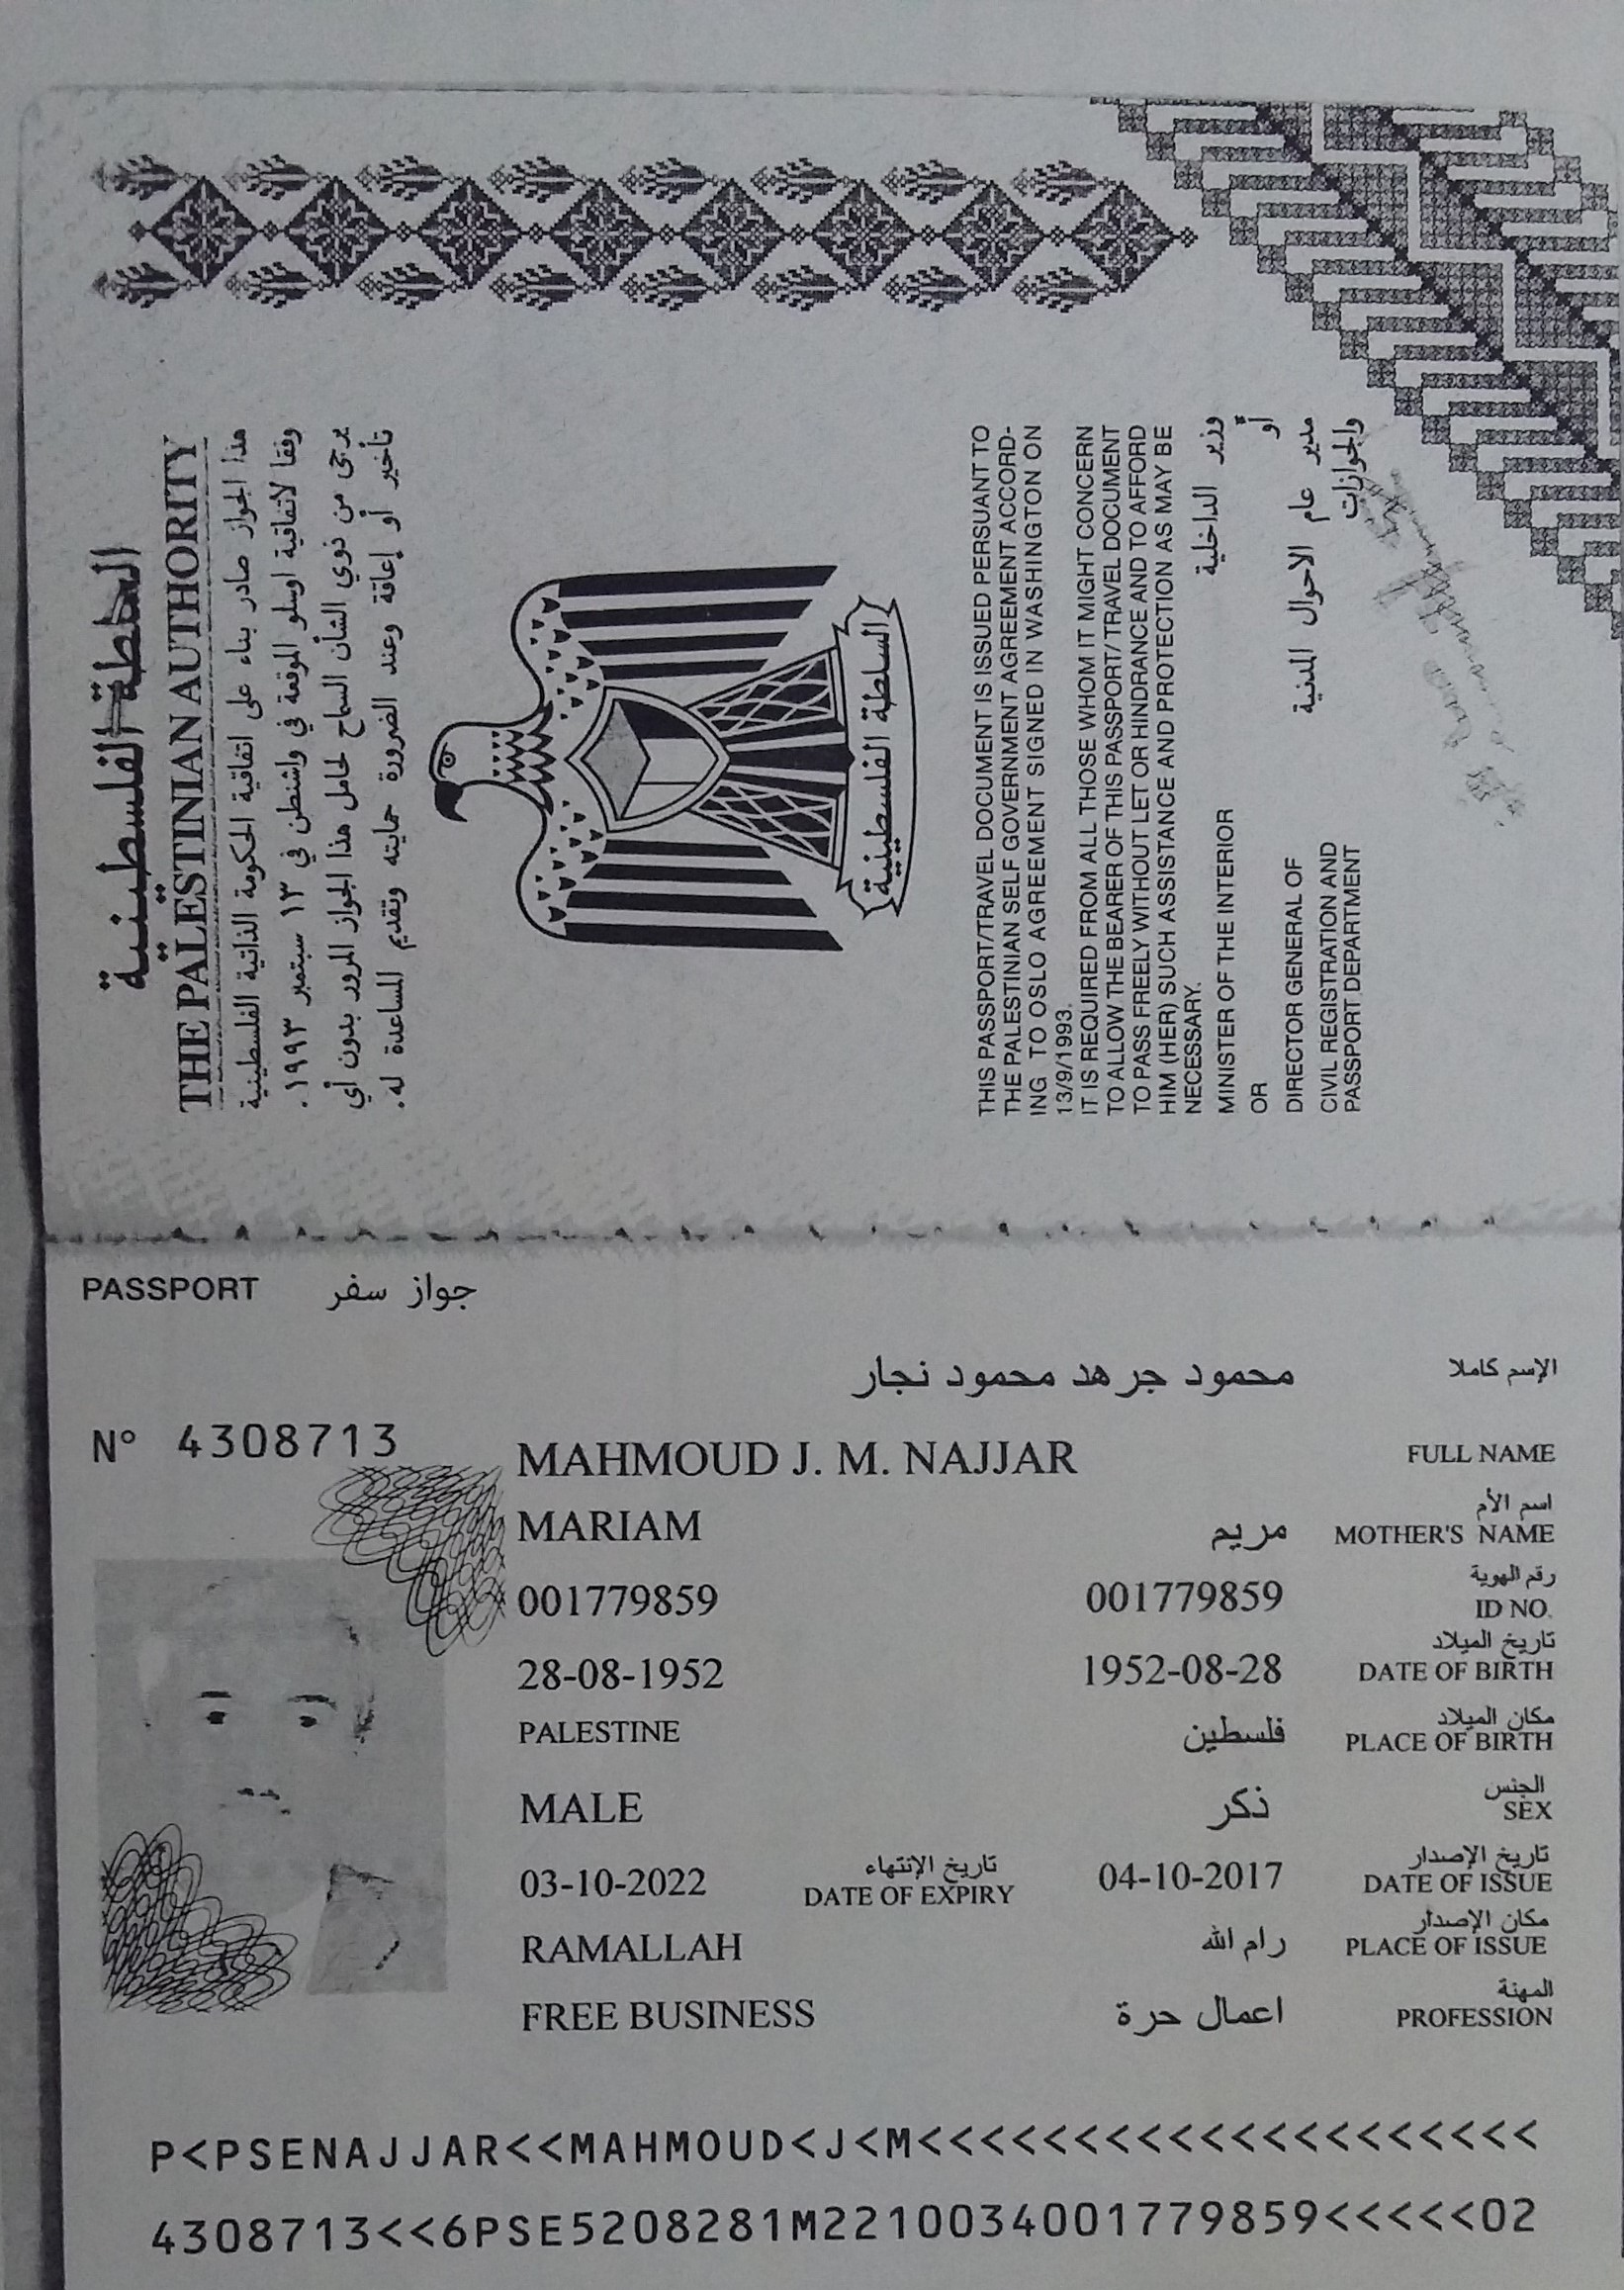 السلطة الفلسطينية
THE PALESTINIAN AUTHORITY
هذا الجواز صادر بناء على اتفاقية الحكومة الذاتية الفلسطينية
وفقا لاتفاقية اوسلو الموقعة في واشنطن في ١٣ سبتمبر ١٩٩٣.
يرجى من ذوي الشأن السماح لحامل هذا الجواز المرور بدون أي
تأخير أو إعاقة وعند الضرورة حمايته وتقديم المساعدة له.
السلطة الفلسطينية
THIS PASSPORT/TRAVEL DOCUMENT IS ISSUED PERSUANT TO
THE PALESTINIAN SELF GOVERNMENT AGREEMENT ACCORD-
ING TO OSLO AGREEMENT SIGNED IN WASHINGTON ON
13/9/1993.
IT IS REQUIRED FROM ALL THOSE WHOM IT MIGHT CONCERN
TO ALLOW THE BEARER OF THIS PASSPORT/ TRAVEL DOCUMENT
TO PASS FREELY WITHOUT LET OR HINDRANCE AND TO AFFORD
HIM (HER) SUCH ASSISTANCE AND PROTECTION AS MAY BE
NECESSARY.
MINISTER OF THE INTERIOR وزير الداخلية
OR أو
DIRECTOR GENERAL OF مدير عام الاحوال المدنية
CIVIL REGISTRATION AND والجوازات
PASSPORT DEPARTMENT
PASSPORT جواز سفر
محمود جرهد محمود نجار الإسم كاملا
N° 4308713
MAHMOUD J. M. NAJJAR FULL NAME
اسم الأم
MARIAM مريم MOTHER'S NAME
رقم الهوية
001779859 001779859 ID NO.
تاريخ الميلاد
28-08-1952 1952-08-28 DATE OF BIRTH
مكان الميلاد
PALESTINE فلسطين PLACE OF BIRTH
الجنس
MALE ذكر SEX
تاريخ الإنتهاء تاريخ الإصدار
03-10-2022 DATE OF EXPIRY 04-10-2017 DATE OF ISSUE
مكان الإصدار
RAMALLAH رام الله PLACE OF ISSUE
المهنة
FREE BUSINESS اعمال حرة PROFESSION
P<PSENAJJAR<<MAHMOUD<J<M<<<<<<<<<<<<<<<<<<<<
4308713<<6PSE5208281M2210034001779859<<<<<02